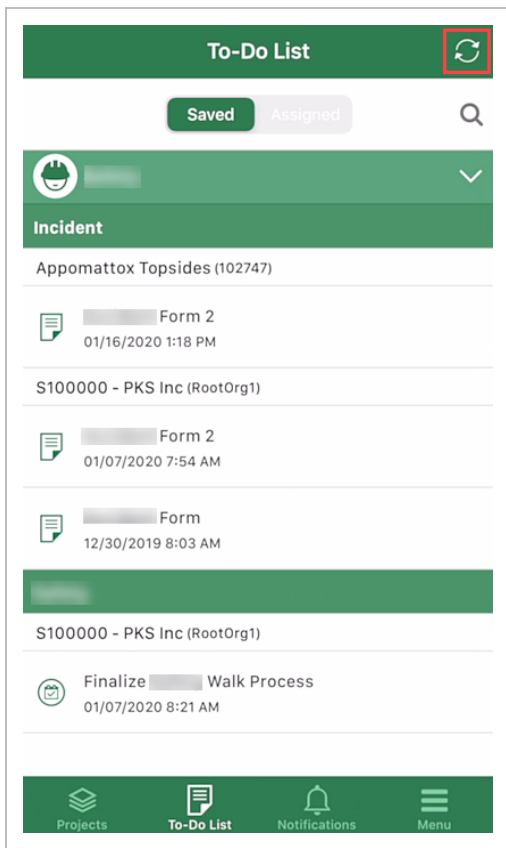 To-Do List
Saved Assigned
Incident
Appomattox Topsides (102747)
Form 2
01/16/2020 1:18 PM
S100000 - PKS Inc (RootOrg1)
Form 2
01/07/2020 7:54 AM
Form
12/30/2019 8:03 AM
S100000 - PKS Inc (RootOrg1)
Finalize Walk Process
01/07/2020 8:21 AM
Projects To-Do List Notifications Menu